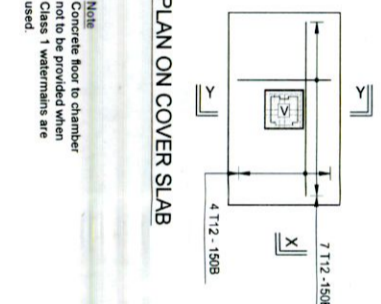 Y
Y
V
X
7 T12 -150
4 T12 - 150B
PLAN ON COVER SLAB
Note
Concrete floor to chamber
not to be provided when
Class 1 watermains are
used.